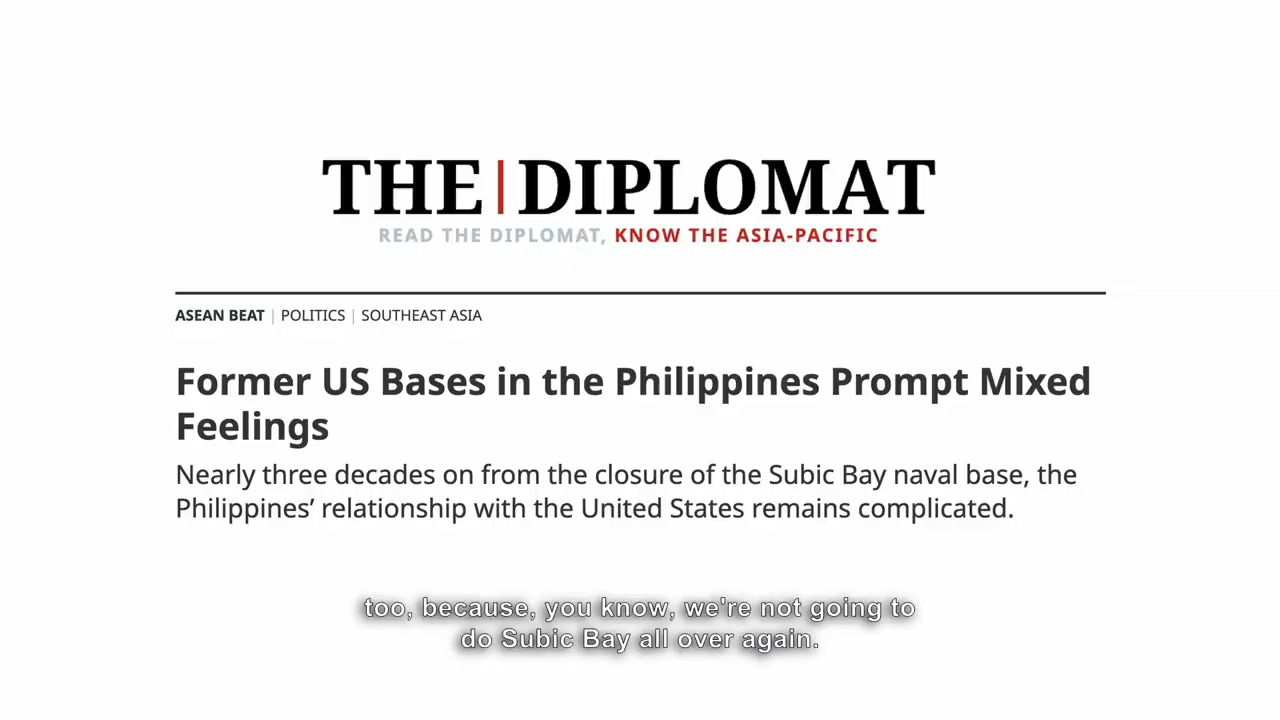 THE | DIPLOMAT
READ THE DIPLOMAT, KNOW THE ASIA-PACIFIC
ASEAN BEAT | POLITICS | SOUTHEAST ASIA
Former US Bases in the Philippines Prompt Mixed
Feelings
Nearly three decades on from the closure of the Subic Bay naval base, the
Philippines’ relationship with the United States remains complicated.
too, because, you know, we're not going to
do Subic Bay all over again.